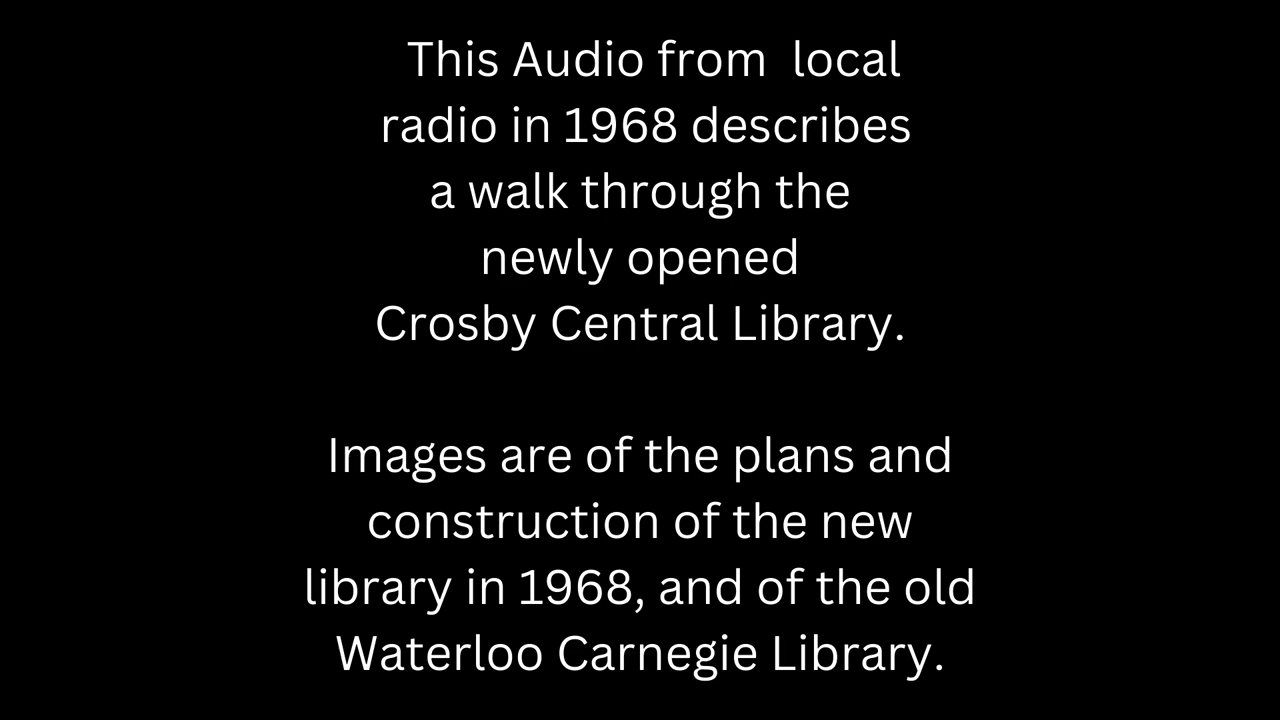 This Audio from  local
radio in 1968 describes
a walk through the
newly opened
Crosby Central Library.
Images are of the plans and
construction of the new
library in 1968, and of the old
Waterloo Carnegie Library.